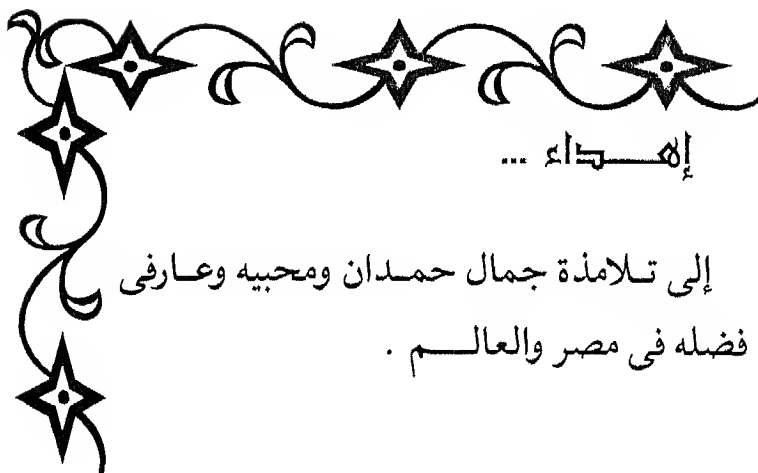 إهــداء ...
إلى تـلامذة جمال حمـدان ومحبيه وعـارفى
فضله فى مصر والعالـــم .